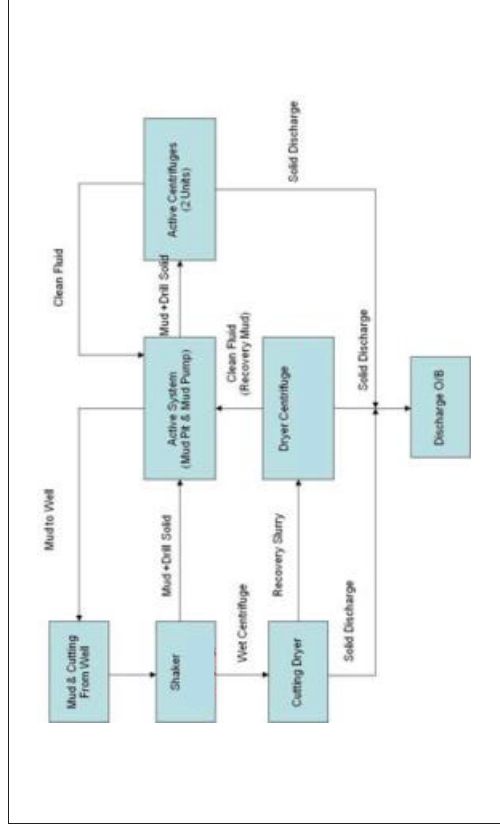 Mud & Cutting
From Well
Mud to Well
Clean Fluid
Shaker
Mud +Drill Solid
Active System
(Mud Pit & Mud Pump)
Mud +Drill Solid
Active Centrifuges
(2 Units)
Wet Centrifuge
Clean Fluid
(Recovery Mud)
Solid Discharge
Cutting Dryer
Recovery Slurry
Dryer Centrifuge
Solid Discharge
Solid Discharge
Discharge O/B